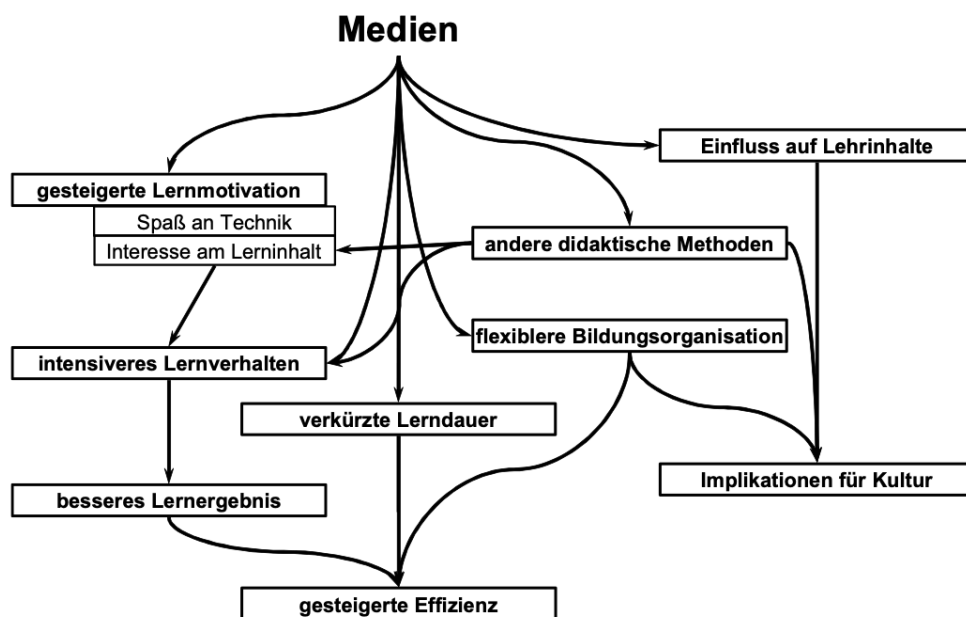 Medien
Einfluss auf Lehrinhalte
gesteigerte Lernmotivation
Spaß an Technik
Interesse am Lerninhalt
andere didaktische Methoden
flexiblere Bildungsorganisation
intensiveres Lernverhalten
verkürzte Lerndauer
Implikationen für Kultur
besseres Lernergebnis
gesteigerte Effizienz